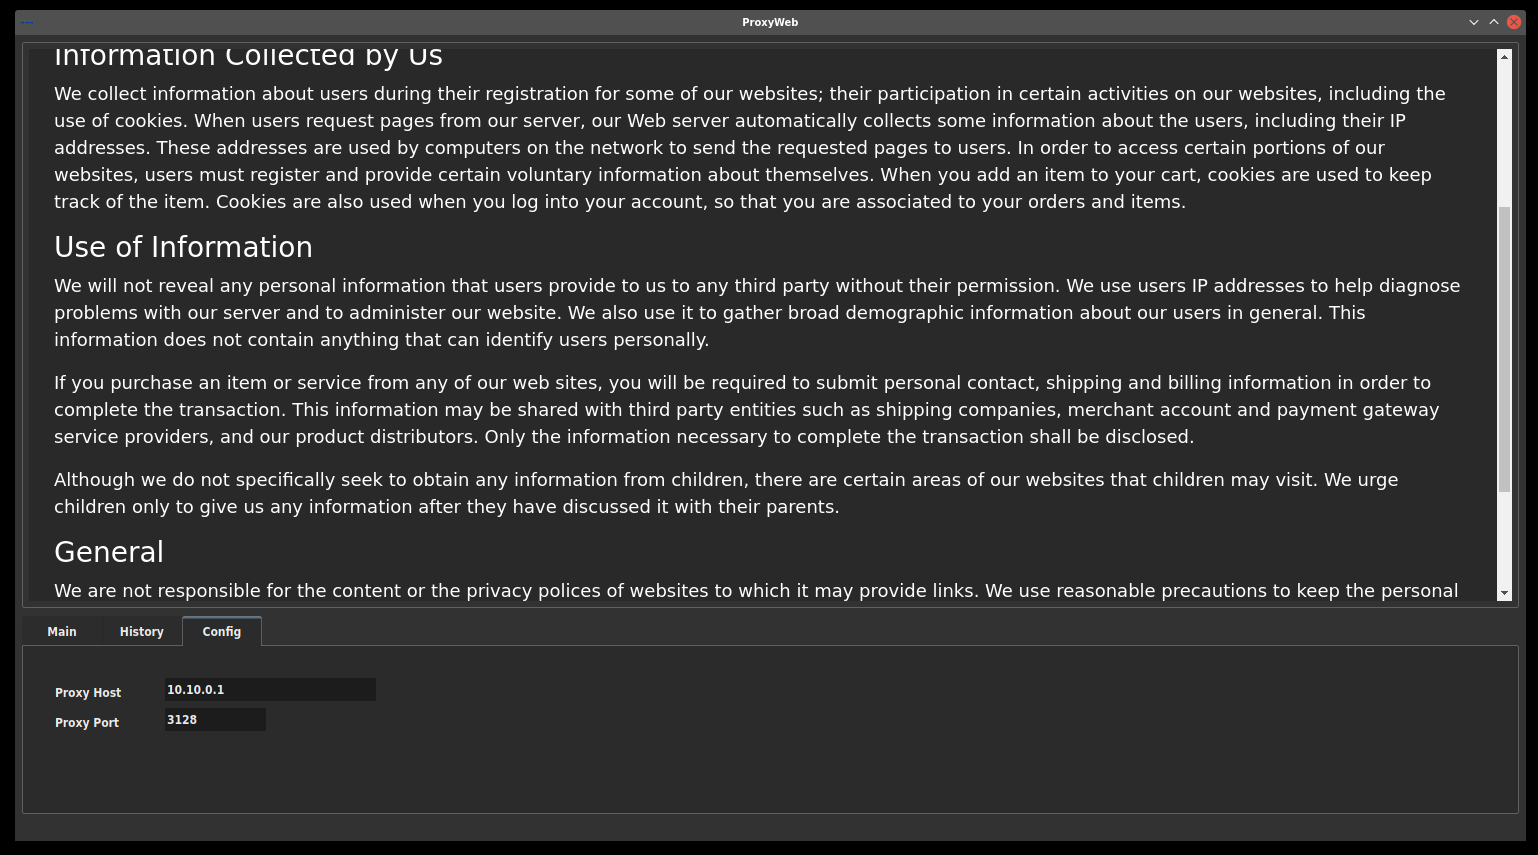 ProxyWeb
Information Collected by Us
We collect information about users during their registration for some of our websites; their participation in certain activities on our websites, including the
use of cookies. When users request pages from our server, our Web server automatically collects some information about the users, including their IP
addresses. These addresses are used by computers on the network to send the requested pages to users. In order to access certain portions of our
websites, users must register and provide certain voluntary information about themselves. When you add an item to your cart, cookies are used to keep
track of the item. Cookies are also used when you log into your account, so that you are associated to your orders and items.
Use of Information
We will not reveal any personal information that users provide to us to any third party without their permission. We use users IP addresses to help diagnose
problems with our server and to administer our website. We also use it to gather broad demographic information about our users in general. This
information does not contain anything that can identify users personally.
If you purchase an item or service from any of our web sites, you will be required to submit personal contact, shipping and billing information in order to
complete the transaction. This information may be shared with third party entities such as shipping companies, merchant account and payment gateway
service providers, and our product distributors. Only the information necessary to complete the transaction shall be disclosed.
Although we do not specifically seek to obtain any information from children, there are certain areas of our websites that children may visit. We urge
children only to give us any information after they have discussed it with their parents.
General
We are not responsible for the content or the privacy polices of websites to which it may provide links. We use reasonable precautions to keep the personal
Main History Config
Proxy Host 10.10.0.1
Proxy Port 3128